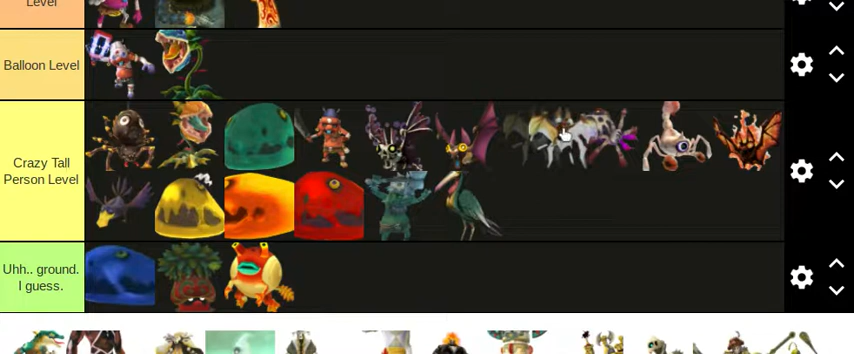 Level
Balloon Level
Crazy Tall
Person Level
Uhh.. ground.
I guess.